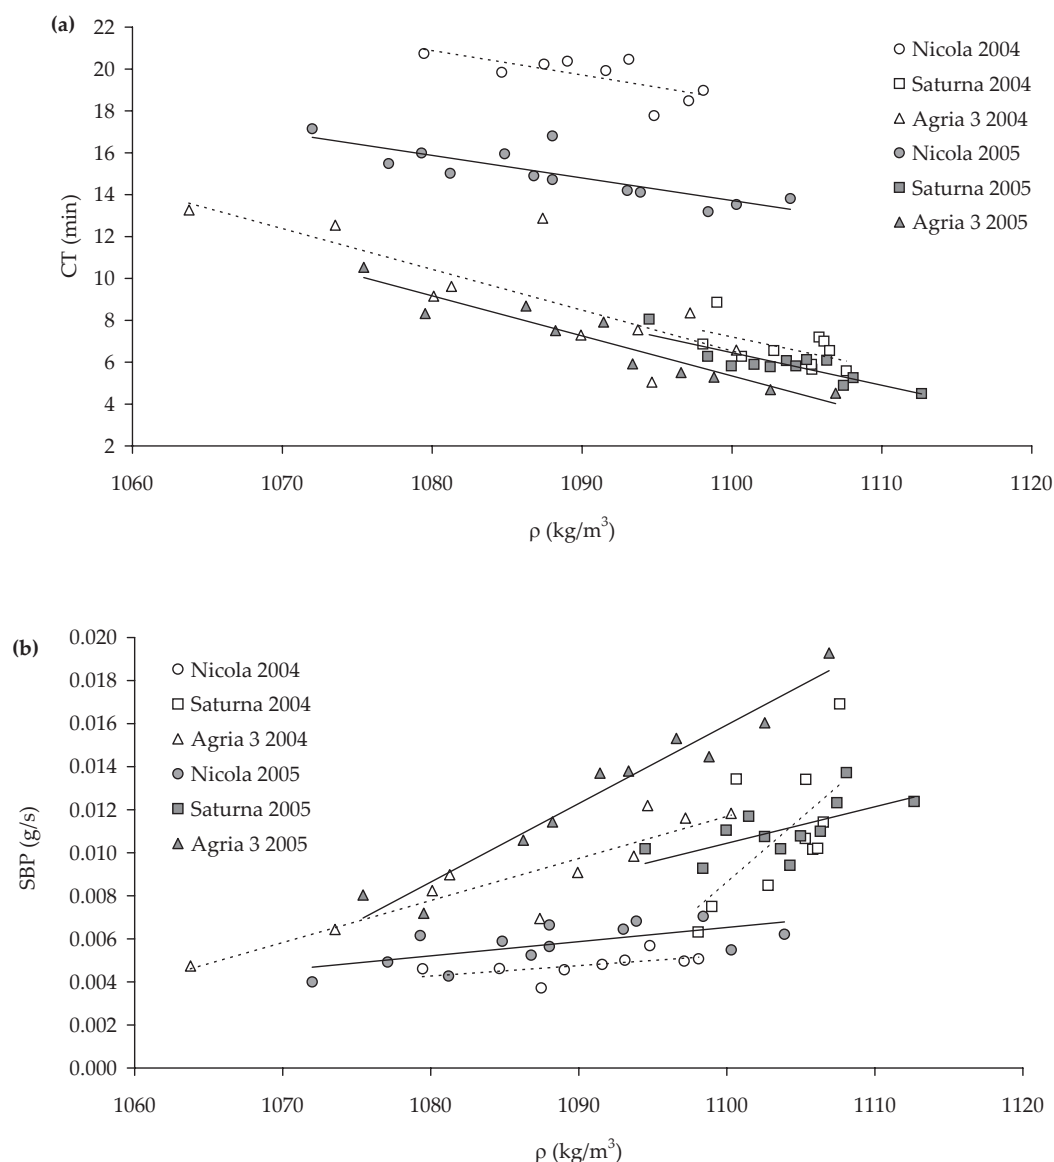 (a)
22
20
18
16
14
12
10
8
6
4
2
CT (min)
1060 1070 1080 1090 1100 1110 1120
ρ (kg/m³)
Nicola 2004
Saturna 2004
Agria 3 2004
Nicola 2005
Saturna 2005
Agria 3 2005
(b)
0.020
0.018
0.016
0.014
0.012
0.010
0.008
0.006
0.004
0.002
0.000
SBP (g/s)
Nicola 2004
Saturna 2004
Agria 3 2004
Nicola 2005
Saturna 2005
Agria 3 2005
1060 1070 1080 1090 1100 1110 1120
ρ (kg/m³)